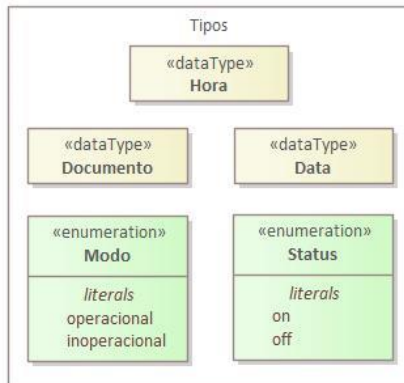 Tipos
«dataType»
Hora
«dataType»
Documento
«dataType»
Data
«enumeration»
Modo
literals
operacional
inoperacional
«enumeration»
Status
literals
on
off